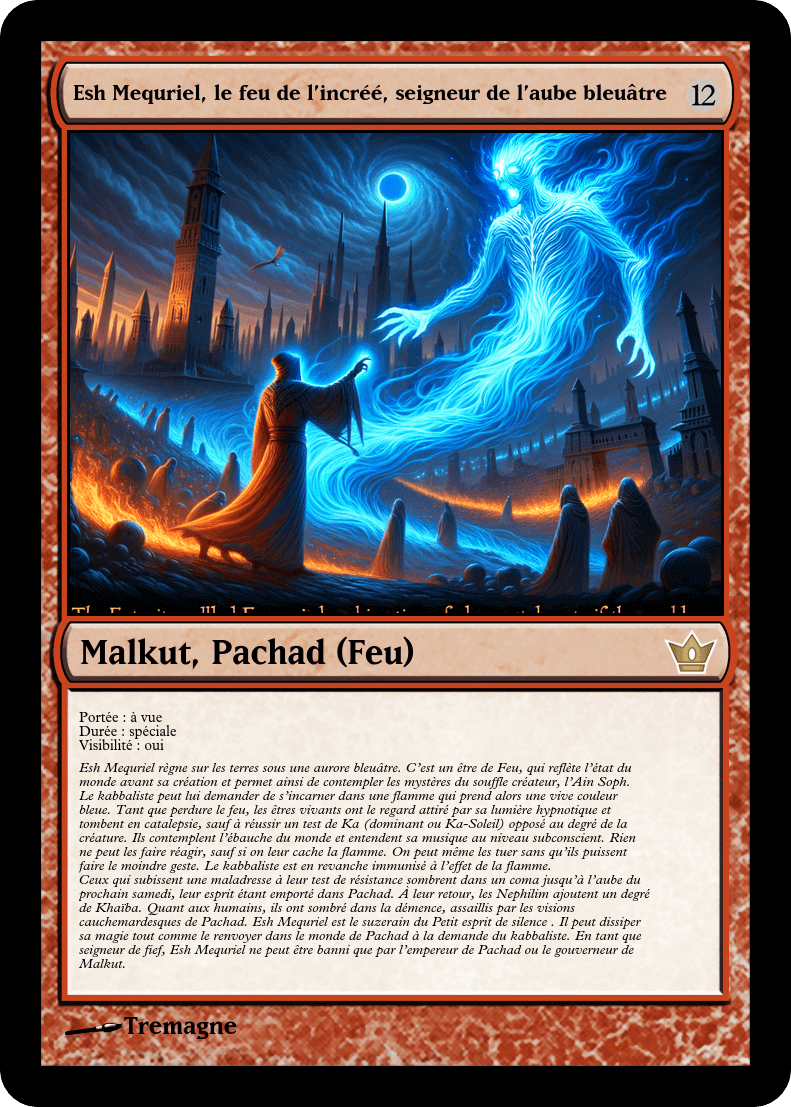 Esh Mequriel, le feu de l'incréé, seigneur de l'aube bleuâtre 12
Malkut, Pachad (Feu)
Portée : à vue
Durée : spéciale
Visibilité : oui
Esh Mequriel règne sur les terres sous une aurore bleuâtre. C'est un être de Feu, qui reflète l'état du
monde avant sa création et permet ainsi de contempler les mystères du souffle créateur, l'Ain Soph.
Le kabbaliste peut lui demander de s'incarner dans une flamme qui prend alors une vive couleur
bleue. Tant que perdure le feu, les êtres vivants ont le regard attiré par sa lumière hypnotique et
tombent en catalepsie, sauf à réussir un test de Ka (dominant ou Ka-Soleil) opposé au degré de la
créature. Ils contemplent l'ébauche du monde et entendent sa musique au niveau subconscient. Rien
ne peut les faire réagir, sauf si on leur cache la flamme. On peut même les tuer sans qu'ils puissent
faire le moindre geste. Le kabbaliste est en revanche immunisé à l'effet de la flamme.
Ceux qui subissent une maladresse à leur test de résistance sombrent dans un coma jusqu'à l'aube du
prochain samedi, leur esprit étant emporté dans Pachad. À leur retour, les Nephilim ajoutent un degré
de Khaïba. Quant aux humains, ils ont sombré dans la démence, assaillis par les visions
cauchemardesques de Pachad. Esh Mequriel est le suzerain du Petit esprit de silence . Il peut dissiper
sa magie tout comme le renvoyer dans le monde de Pachad à la demande du kabbaliste. En tant que
seigneur de fief, Esh Mequriel ne peut être banni que par l'empereur de Pachad ou le gouverneur de
Malkut.
Tremagne